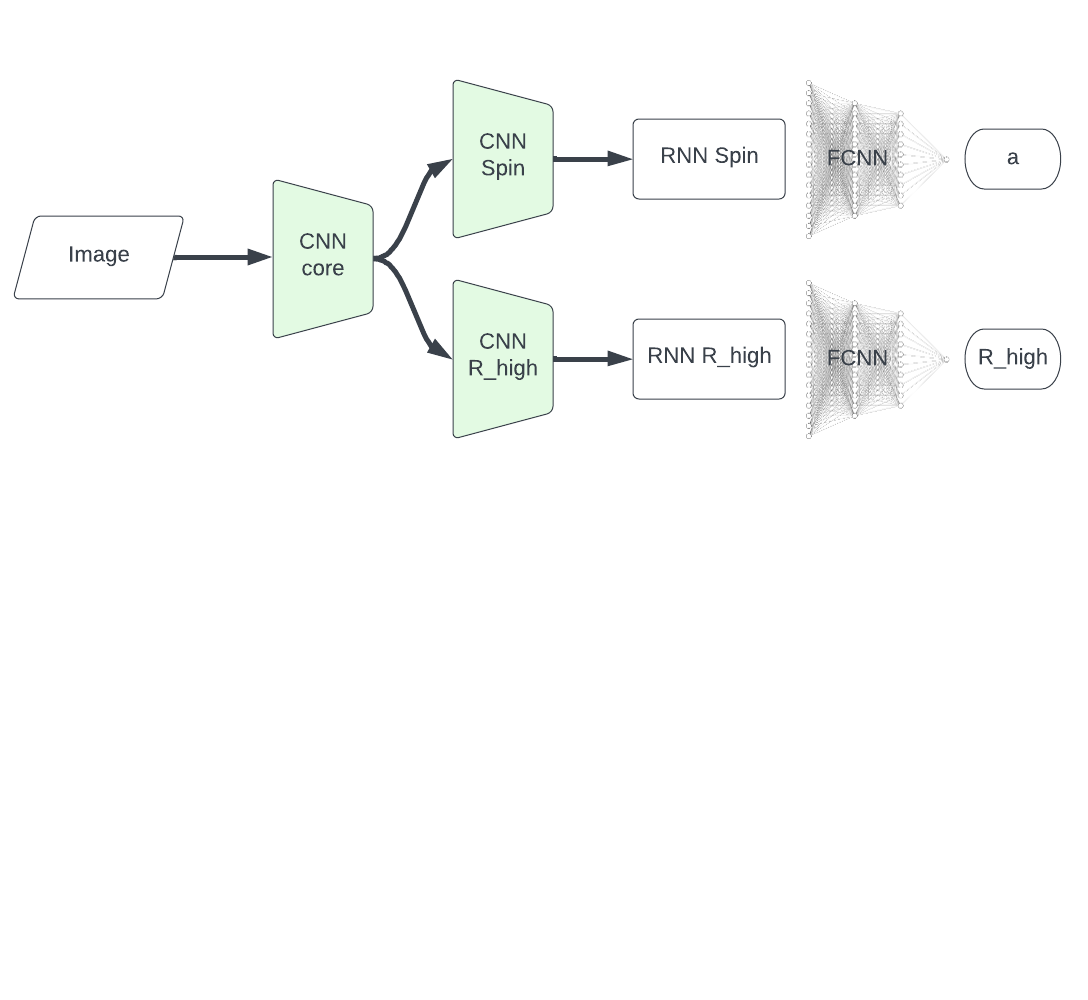 Image
CNN
core
CNN
Spin
RNN Spin
FCNN
a
CNN
R_high
RNN R_high
FCNN
R_high